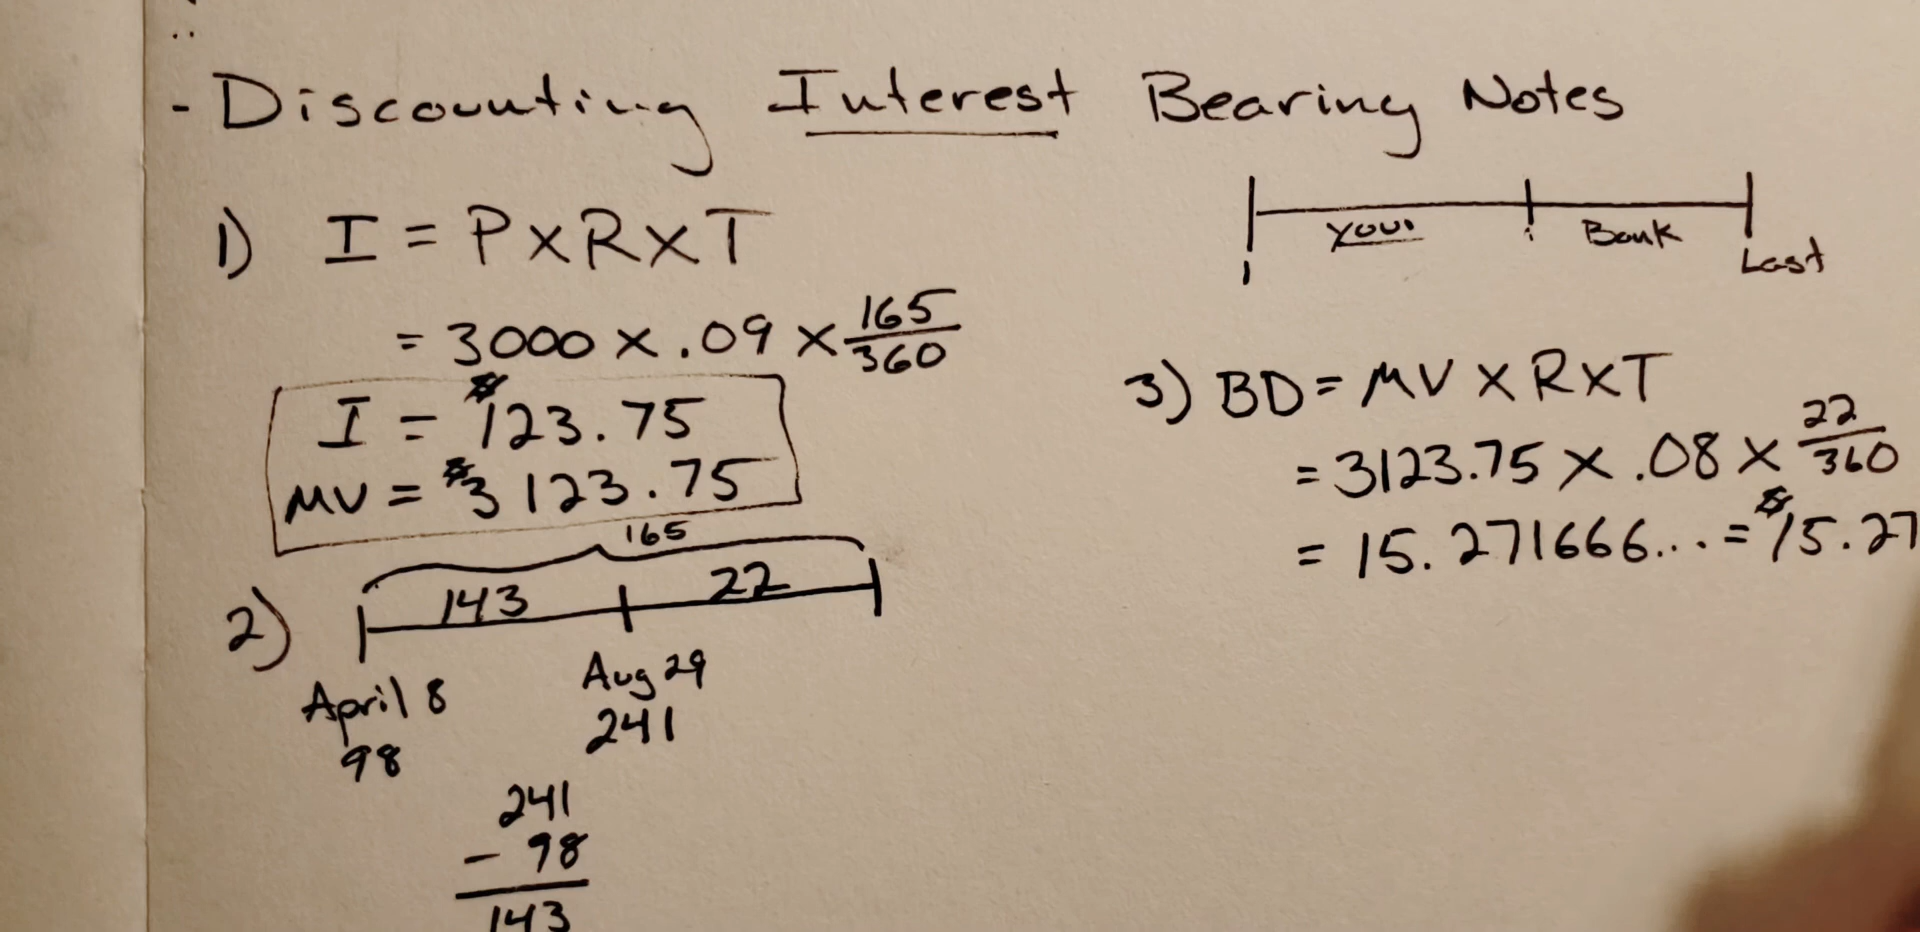 - Discounting Interest Bearing Notes
1) I = P x R x T
= 3000 x .09 x 165/360
I = $123.75
MV = $3123.75
165
2) 143 22
April 8 Aug 29
98 241
241
- 98
143
Bank
1 Last
3) BD = MV x R x T
= 3123.75 x .08 x 22/360
= 15.271666... = $15.27